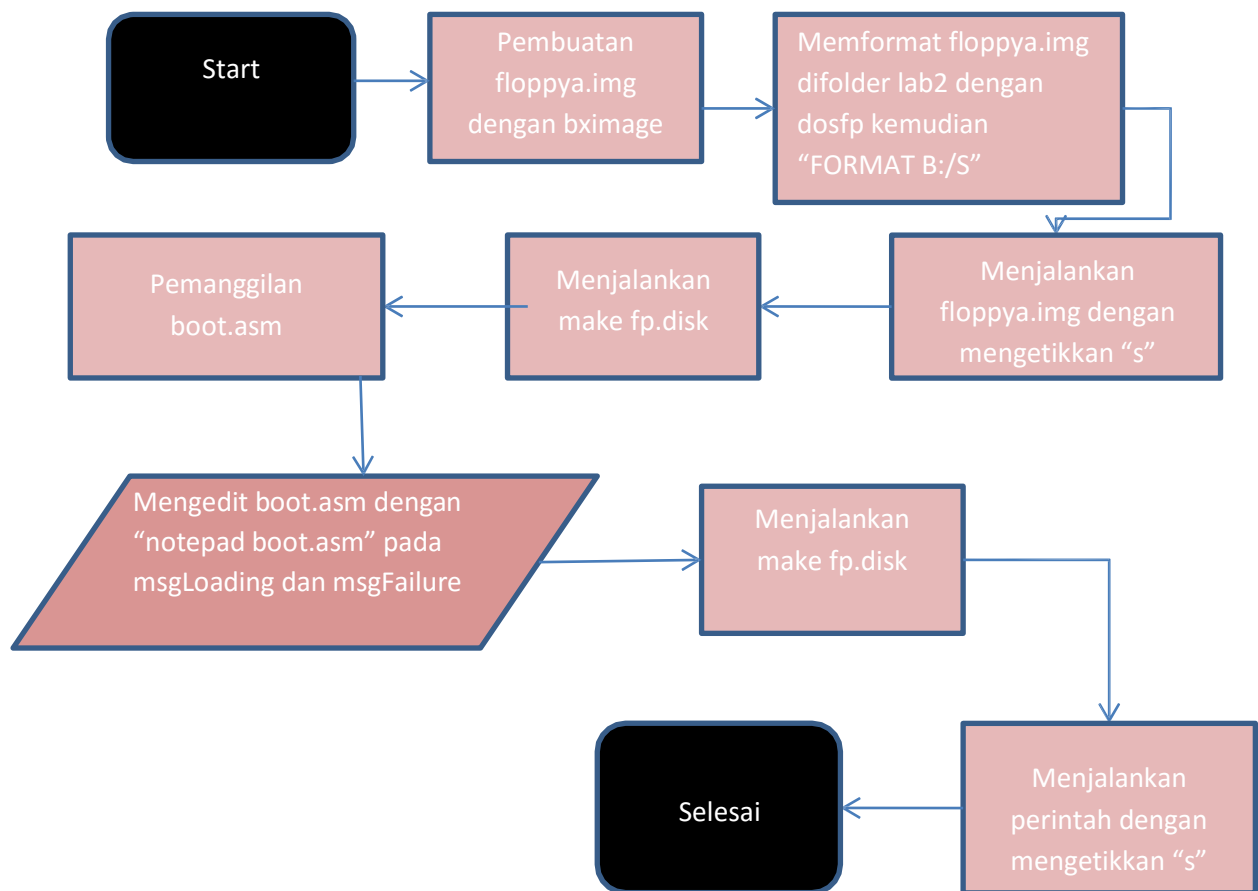 Start
Pembuatan
floppya.img
dengan bximage
Memformat floppya.img
difolder lab2 dengan
dosfp kemudian
“FORMAT B:/S”
Menjalankan
floppya.img dengan
mengetikkan “s”
Menjalankan
make fp.disk
Pemanggilan
boot.asm
Mengedit boot.asm dengan
“notepad boot.asm” pada
msgLoading dan msgFailure
Menjalankan
make fp.disk
Menjalankan
perintah dengan
mengetikkan “s”
Selesai